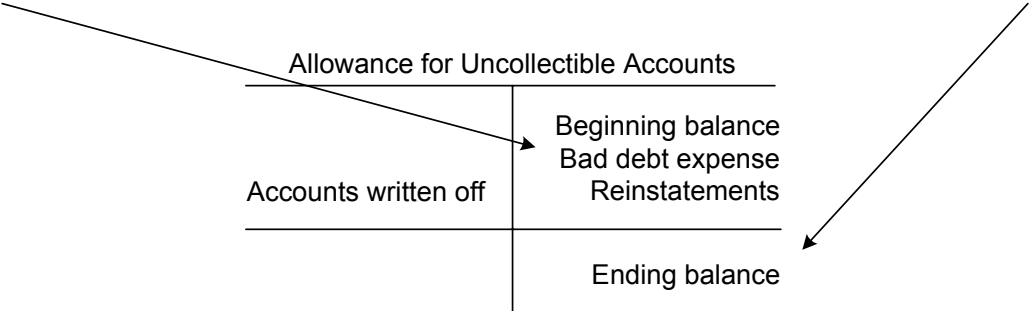 Allowance for Uncollectible Accounts
Beginning balance
Bad debt expense
Accounts written off Reinstatements
Ending balance